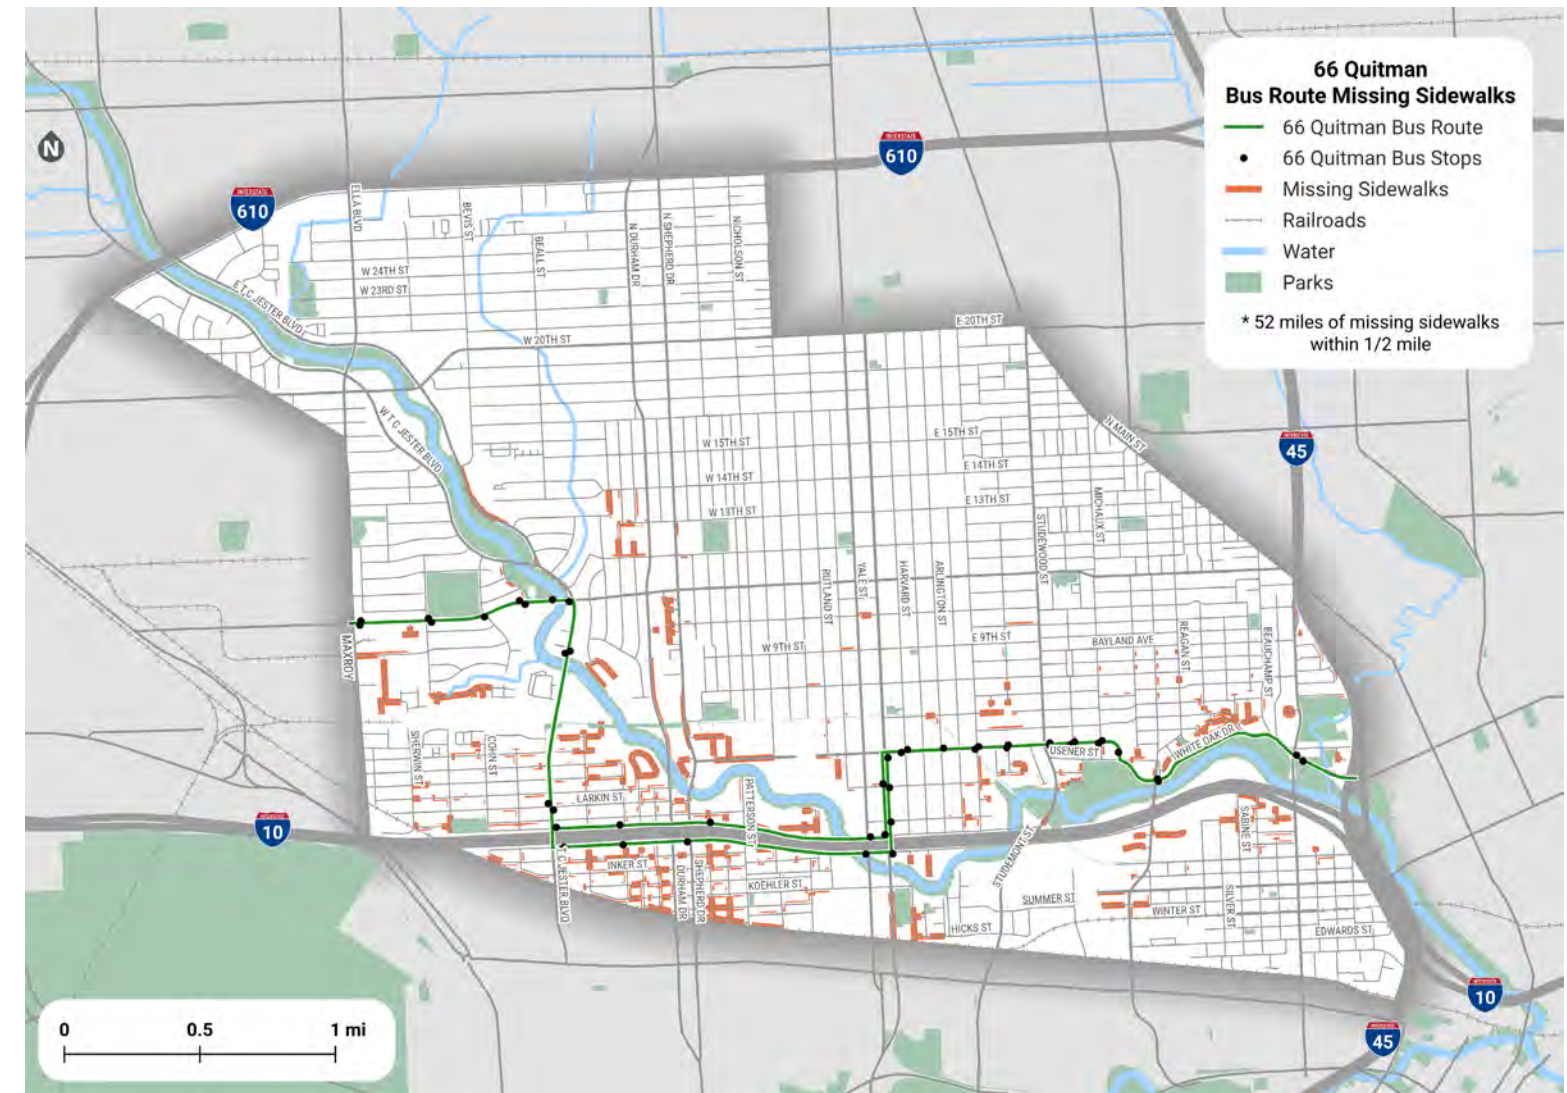 66 Quitman
Bus Route Missing Sidewalks
66 Quitman Bus Route
66 Quitman Bus Stops
Missing Sidewalks
Railroads
Water
Parks
* 52 miles of missing sidewalks
within 1/2 mile
N
INTERSTATE
610
INTERSTATE
610
ELLA BLVD
BEVIS ST
BEALL ST
N DURHAM DR
N SHEPHERD DR
NICHOLSON ST
W 24TH ST
W 23RD ST
E T.C JESTER BLVD
W 20TH ST
E 20TH ST
W T C JESTER BLVD
N MAIN ST
45
W 15TH ST
E 15TH ST
W 14TH ST
E 14TH ST
W 13TH ST
E 13TH ST
MICHAUX ST
STUDEWOOD ST
RUTLAND ST
YALE ST
HARVARD ST
ARLINGTON ST
MAXROY
W 9TH ST
E 9TH ST
BAYLAND AVE
REAGAN ST
BEAUCHAMP ST
SHERWIN ST
COHN ST
USENER ST
WHITE OAK DR
LARKIN ST
PATTERSON ST
10
SABINE ST
STUDEMONT ST
T.C JESTER BLVD
INKER ST
DURHAM DR
SHEPHERD DR
KOEHLER ST
SUMMER ST
WINTER ST
SILVER ST
HICKS ST
EDWARDS ST
10
45
0 0.5 1 mi